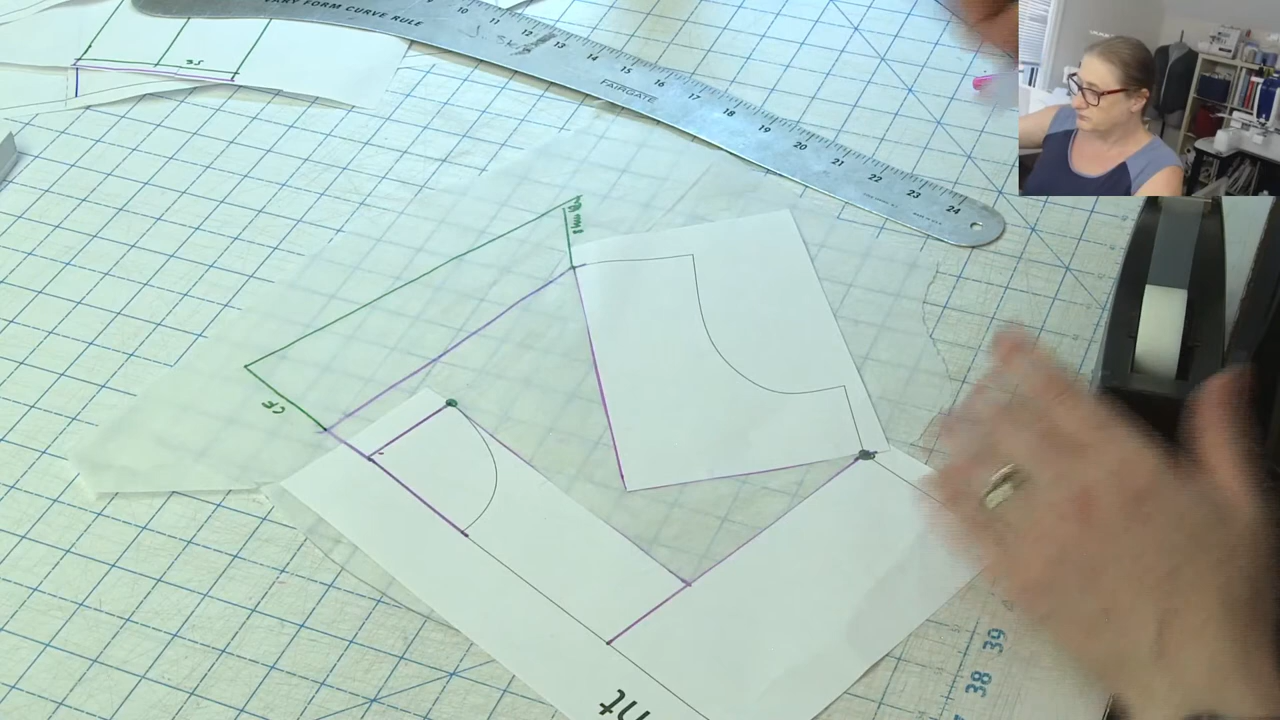 VARY FORM CURVE RULE
10 11 12 13 14 15 16 17 18 19 20 21 22 23 24
FAIRGATE
CF
nt
39
38